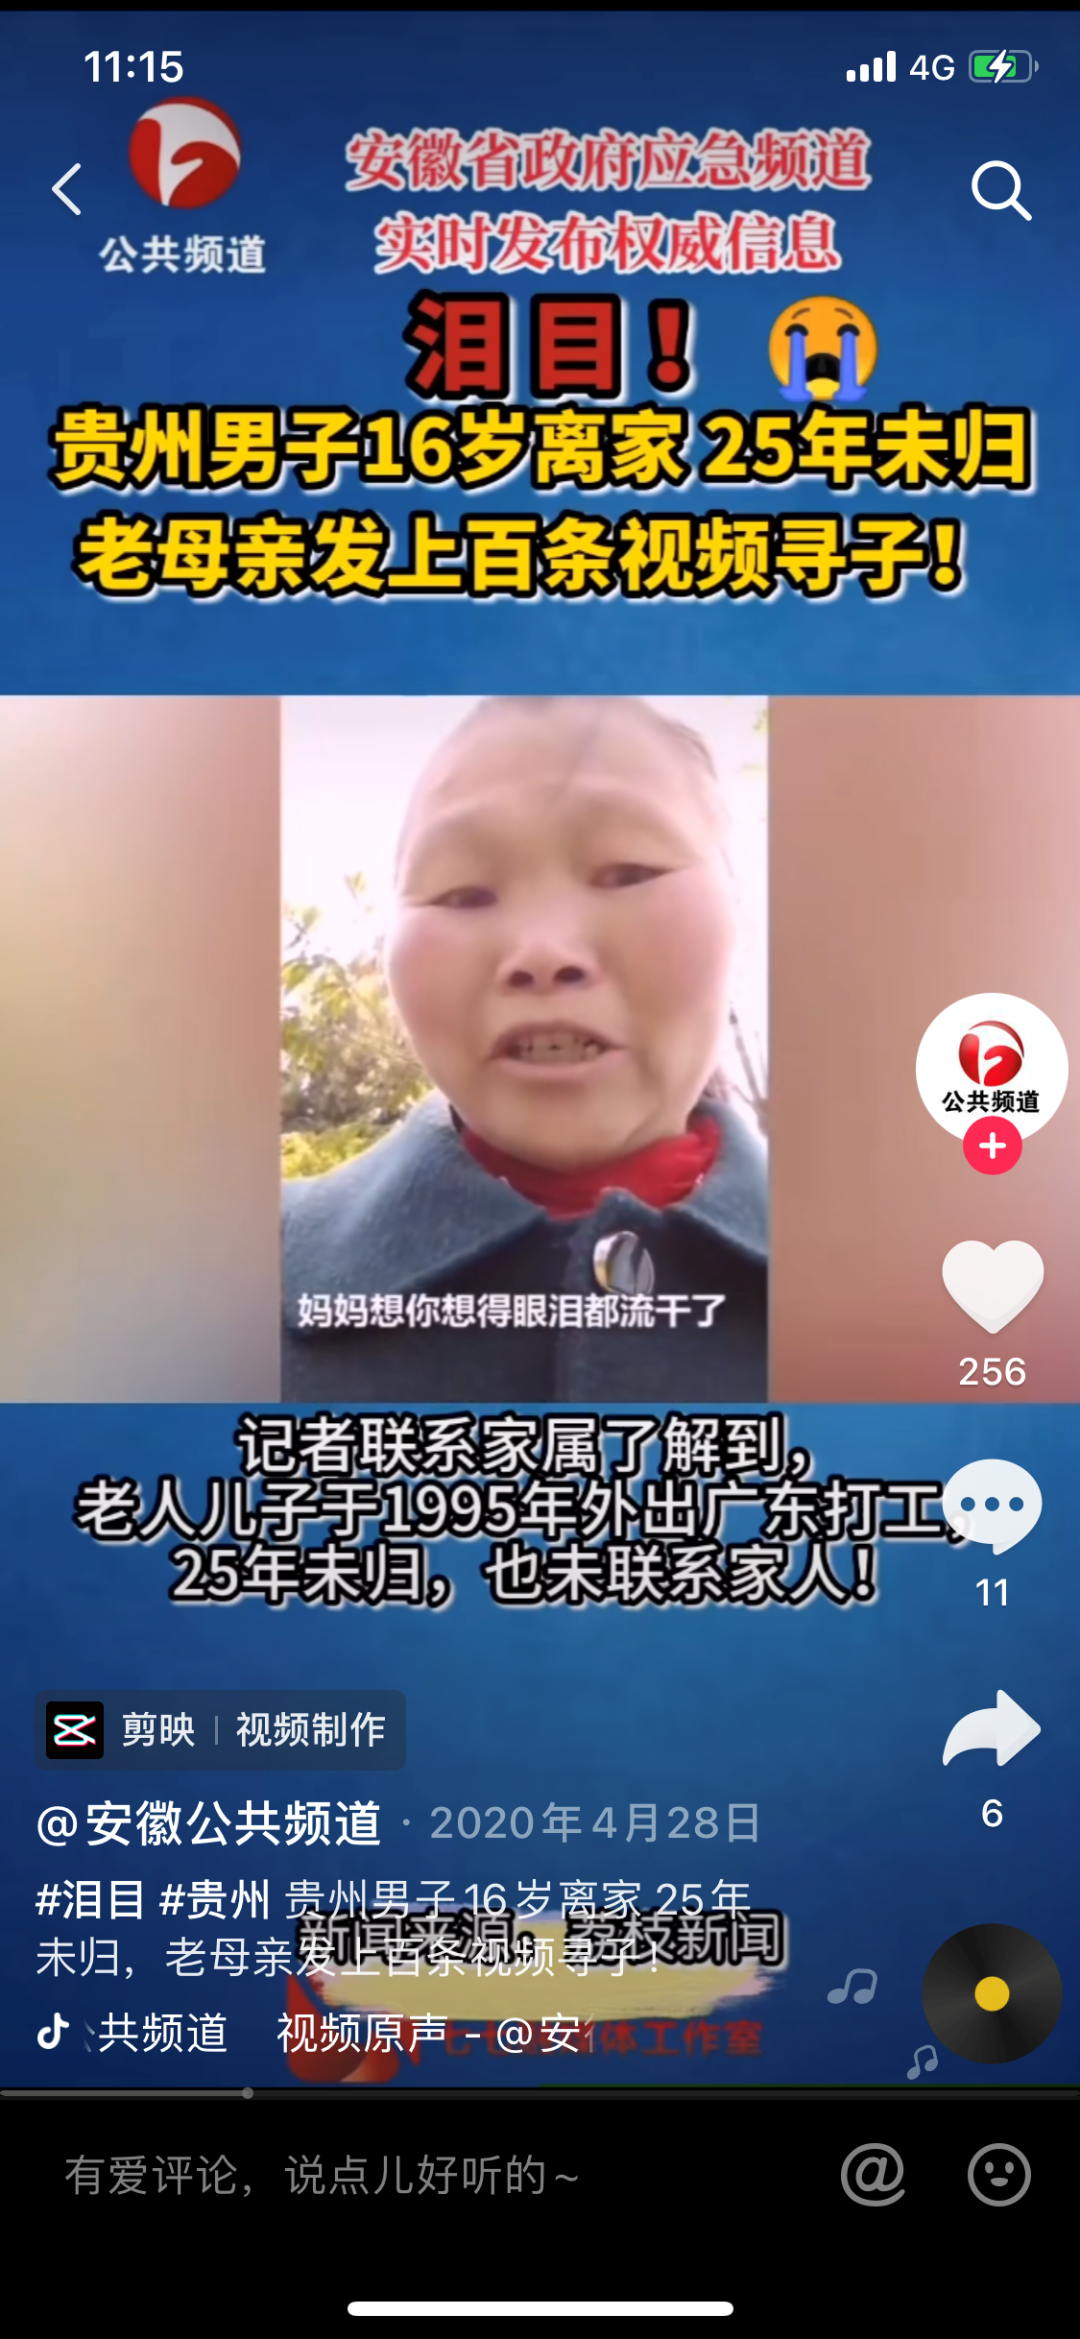 11:15
4G
公共频道
安徽省政府应急频道
实时发布权威信息
泪目！
贵州男子16岁离家 25年未归
老母亲发上百条视频寻子！
公共频道
妈妈想你想得眼泪都流干了
256
记者联系家属了解到，
老人儿子于1995年外出广东打工，
25年未归，也未联系家人！
11
剪映 | 视频制作
6
@安徽公共频道 · 2020年4月28日
#泪目 #贵州 贵州男子16岁离家 25年
未归，老母亲发上百条视频寻子！
新闻来源：荔枝新闻
共频道 视频原声 - @安
体工作室
有爱评论，说点儿好听的~